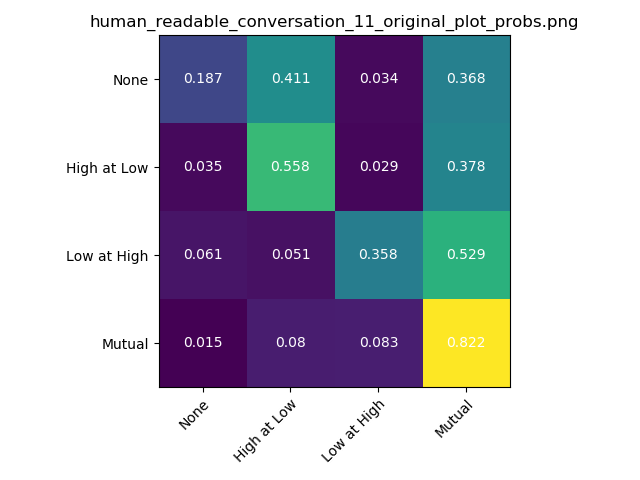 human_readable_conversation_11_original_plot_probs.png
None 0.187 0.411 0.034 0.368
High at Low 0.035 0.558 0.029 0.378
Low at High 0.061 0.051 0.358 0.529
Mutual 0.015 0.08 0.083 0.822
None High at Low Low at High Mutual